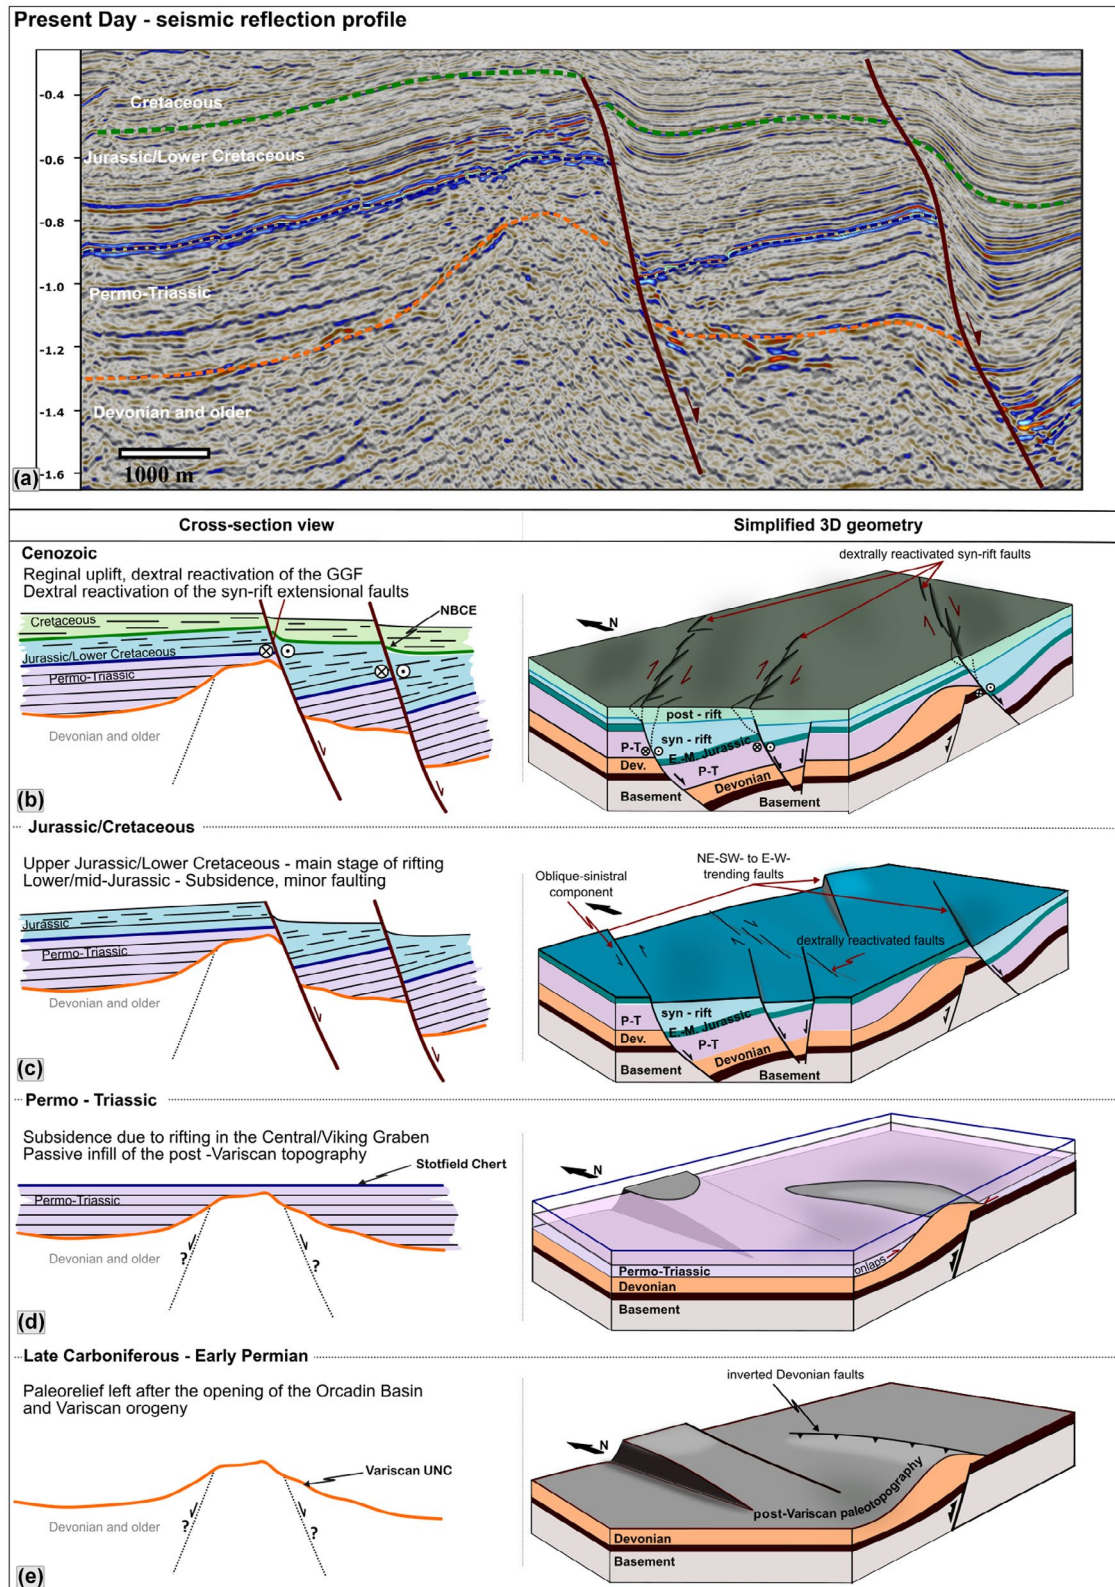 Present Day - seismic reflection profile
-0.4
Cretaceous
-0.6
Jurassic/Lower Cretaceous
-0.8
-1.0
Permo-Triassic
-1.2
-1.4
Devonian and older
1000 m
-1.6
(a)
Cross-section view
Simplified 3D geometry
Cenozoic
Reginal uplift, dextral reactivation of the GGF
Dextral reactivation of the syn-rift extensional faults
NBCE
Cretaceous
Jurassic/Lower Cretaceous
Permo-Triassic
Devonian and older
(b)
dextrally reactivated syn-rift faults
N
post - rift
syn - rift
P-T
E.-M. Jurassic
Dev.
P-T
Devonian
Basement
Basement
Jurassic/Cretaceous
Upper Jurassic/Lower Cretaceous - main stage of rifting
Lower/mid-Jurassic - Subsidence, minor faulting
Jurassic
Permo-Triassic
Devonian and older
(c)
NE-SW- to E-W-
trending
faults
Oblique-sinistral
component
N
dextrally reactivated faults
syn - rift
P-T
E.-M. Jurassic
Dev.
P-T
Devonian
Basement
Basement
Permo - Triassic
Subsidence due to rifting in the Central/Viking Graben
Passive infill of the post -Variscan topography
Stotfield Chert
Permo-Triassic
Devonian and older
?
?
(d)
N
onlaps
Permo-Triassic
Devonian
Basement
Late Carboniferous - Early Permian
Paleorelief left after the opening of the Orcadin Basin
and Variscan orogeny
Variscan UNC
Devonian and older
?
?
(e)
inverted Devonian faults
N
post-Variscan paleotopography
Devonian
Basement